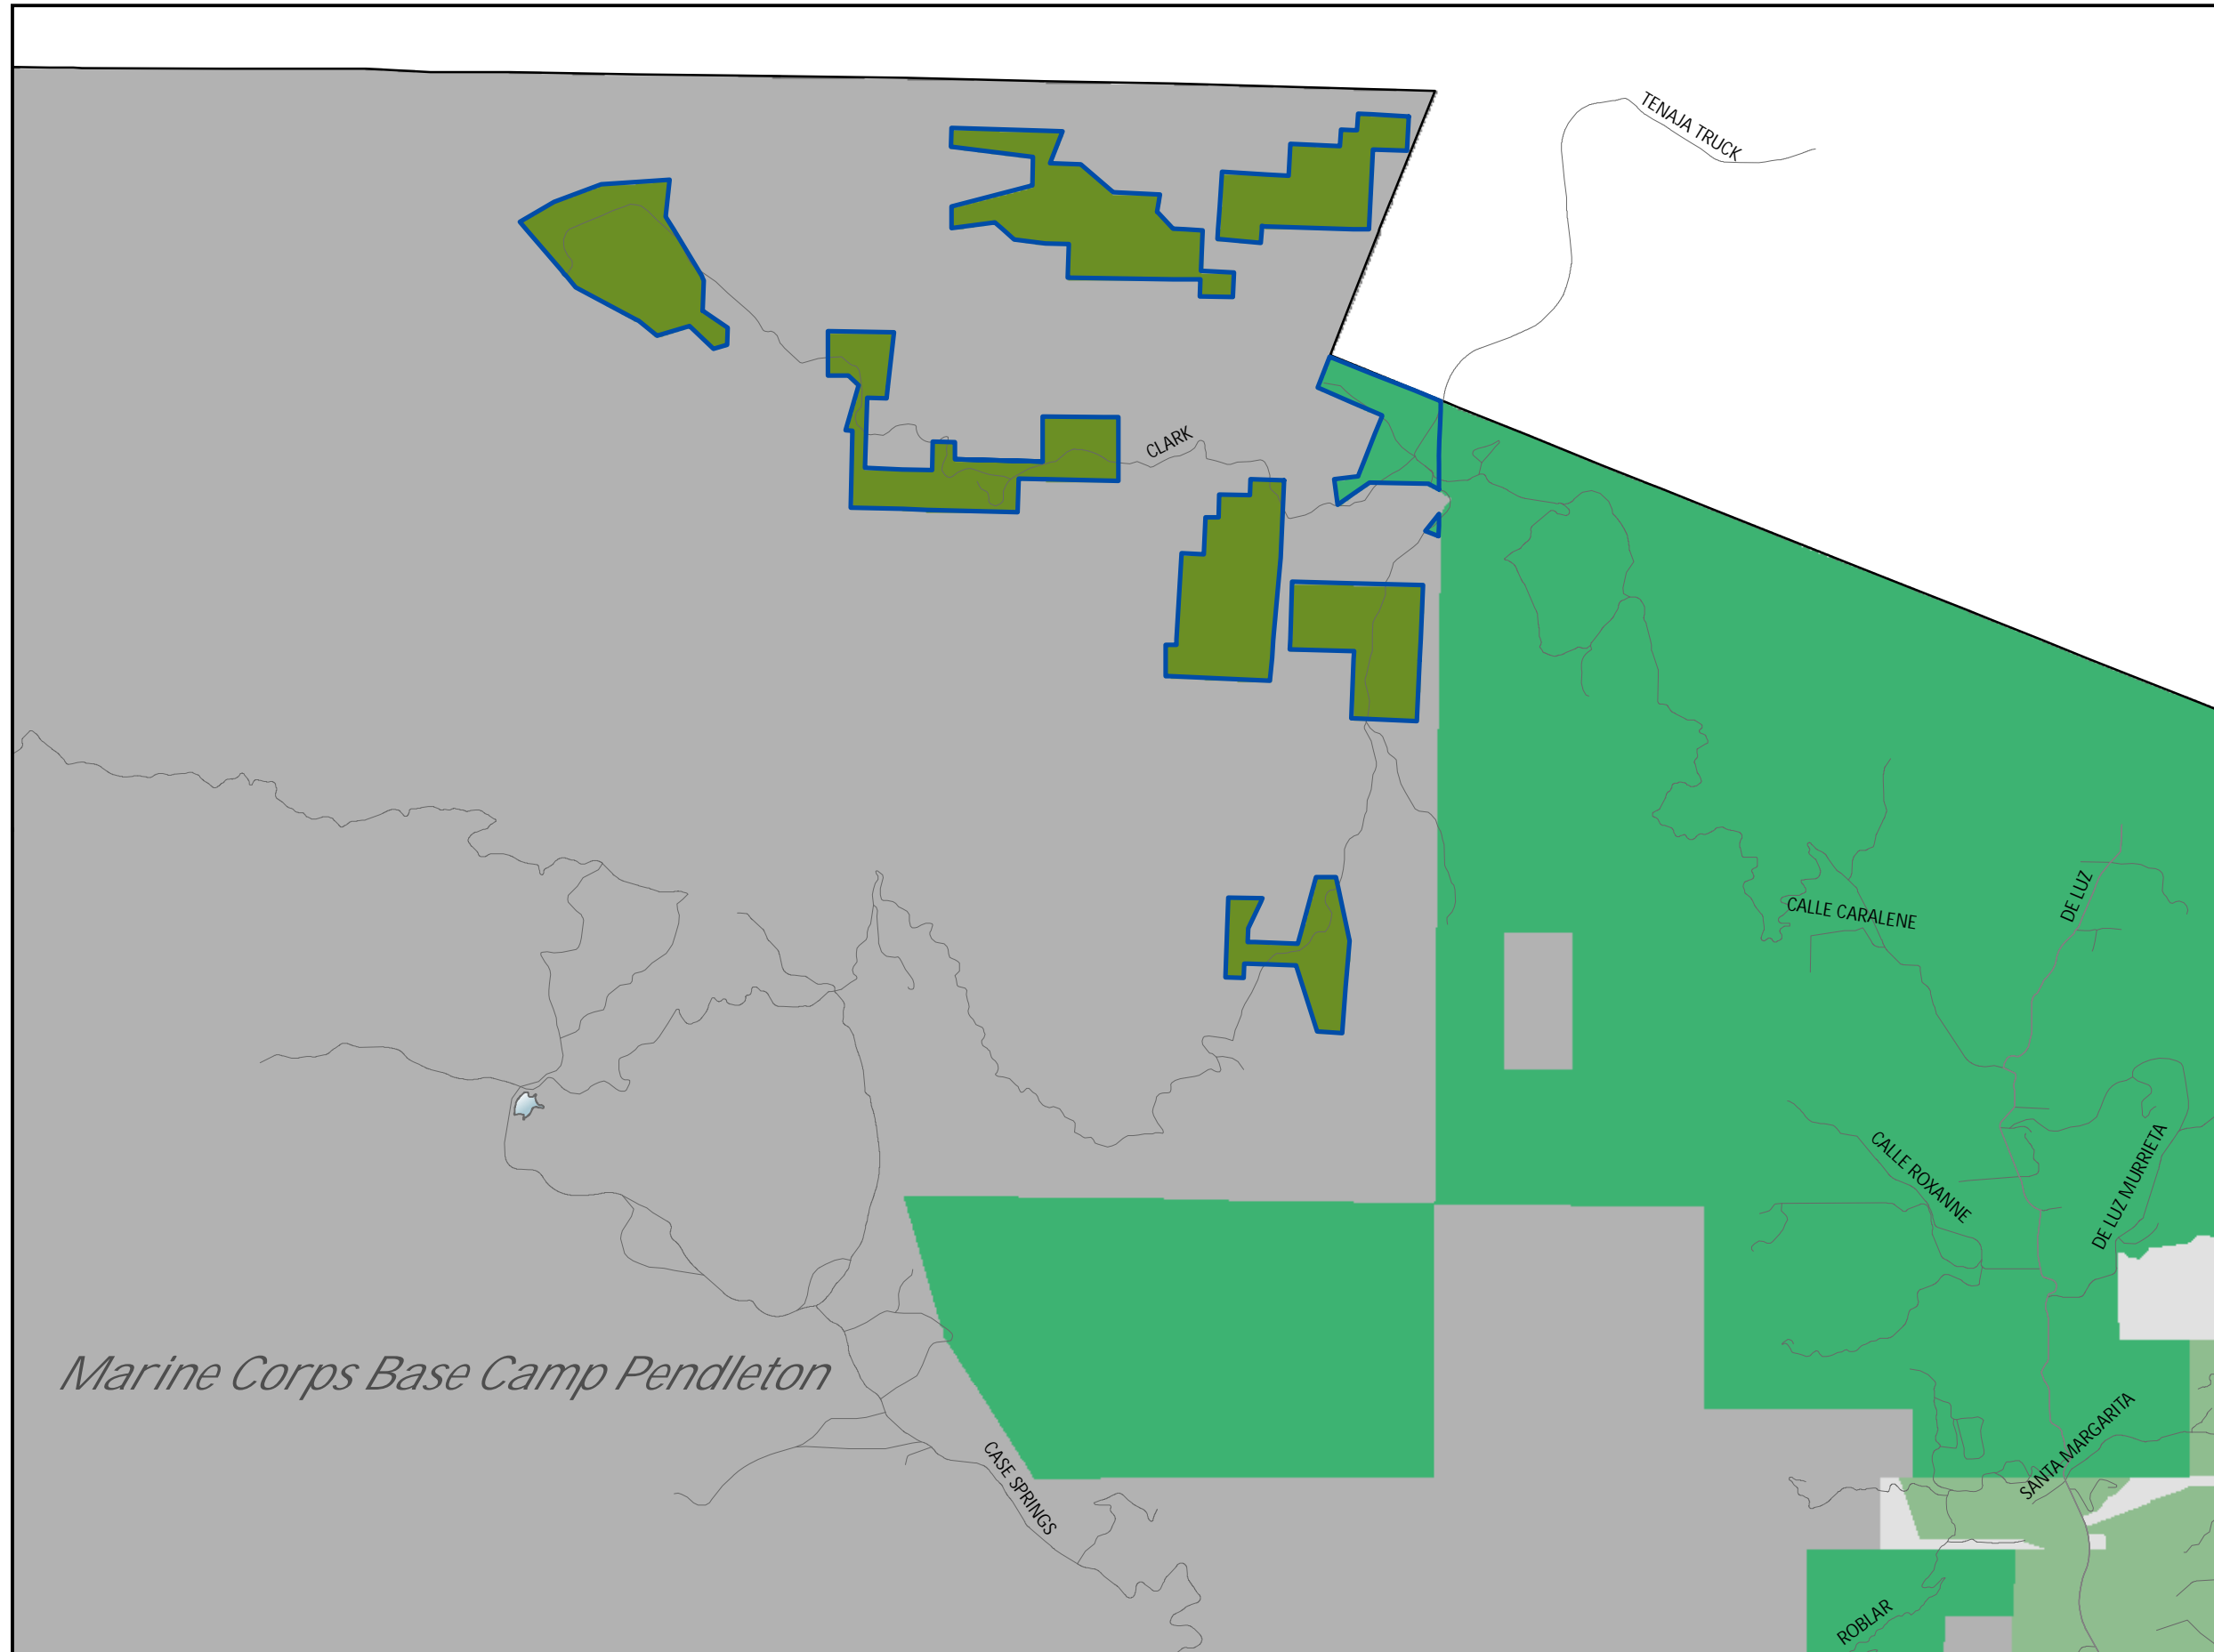 TENAJA TRUCK
CLARK
CALLE CARALENE
DE LUZ
CALLE ROXANNE
DE LUZ MURRIETA
Marine Corps Base Camp Pendleton
SANTA MARGARITA
CASE SPRINGS
ROBLAR